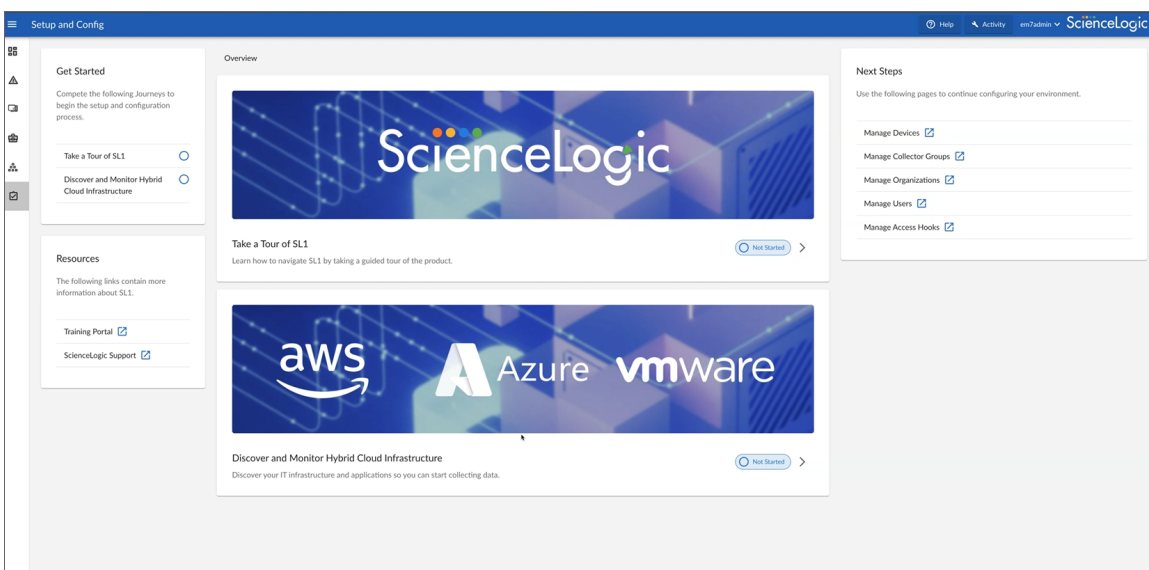 Setup and Config
Help
Activity
em7admin
ScienceLogic
Get Started
Compete the following Journeys to
begin the setup and configuration
process.
Take a Tour of SL1
Discover and Monitor Hybrid
Cloud Infrastructure
Resources
The following links contain more
information about SL1.
Training Portal
ScienceLogic Support
Overview
ScienceLogic
Take a Tour of SL1
Not Started
Learn how to navigate SL1 by taking a guided tour of the product.
aws
Azure
vmware
Discover and Monitor Hybrid Cloud Infrastructure
Not Started
Discover your IT infrastructure and applications so you can start collecting data.
Next Steps
Use the following pages to continue configuring your environment.
Manage Devices
Manage Collector Groups
Manage Organizations
Manage Users
Manage Access Hooks